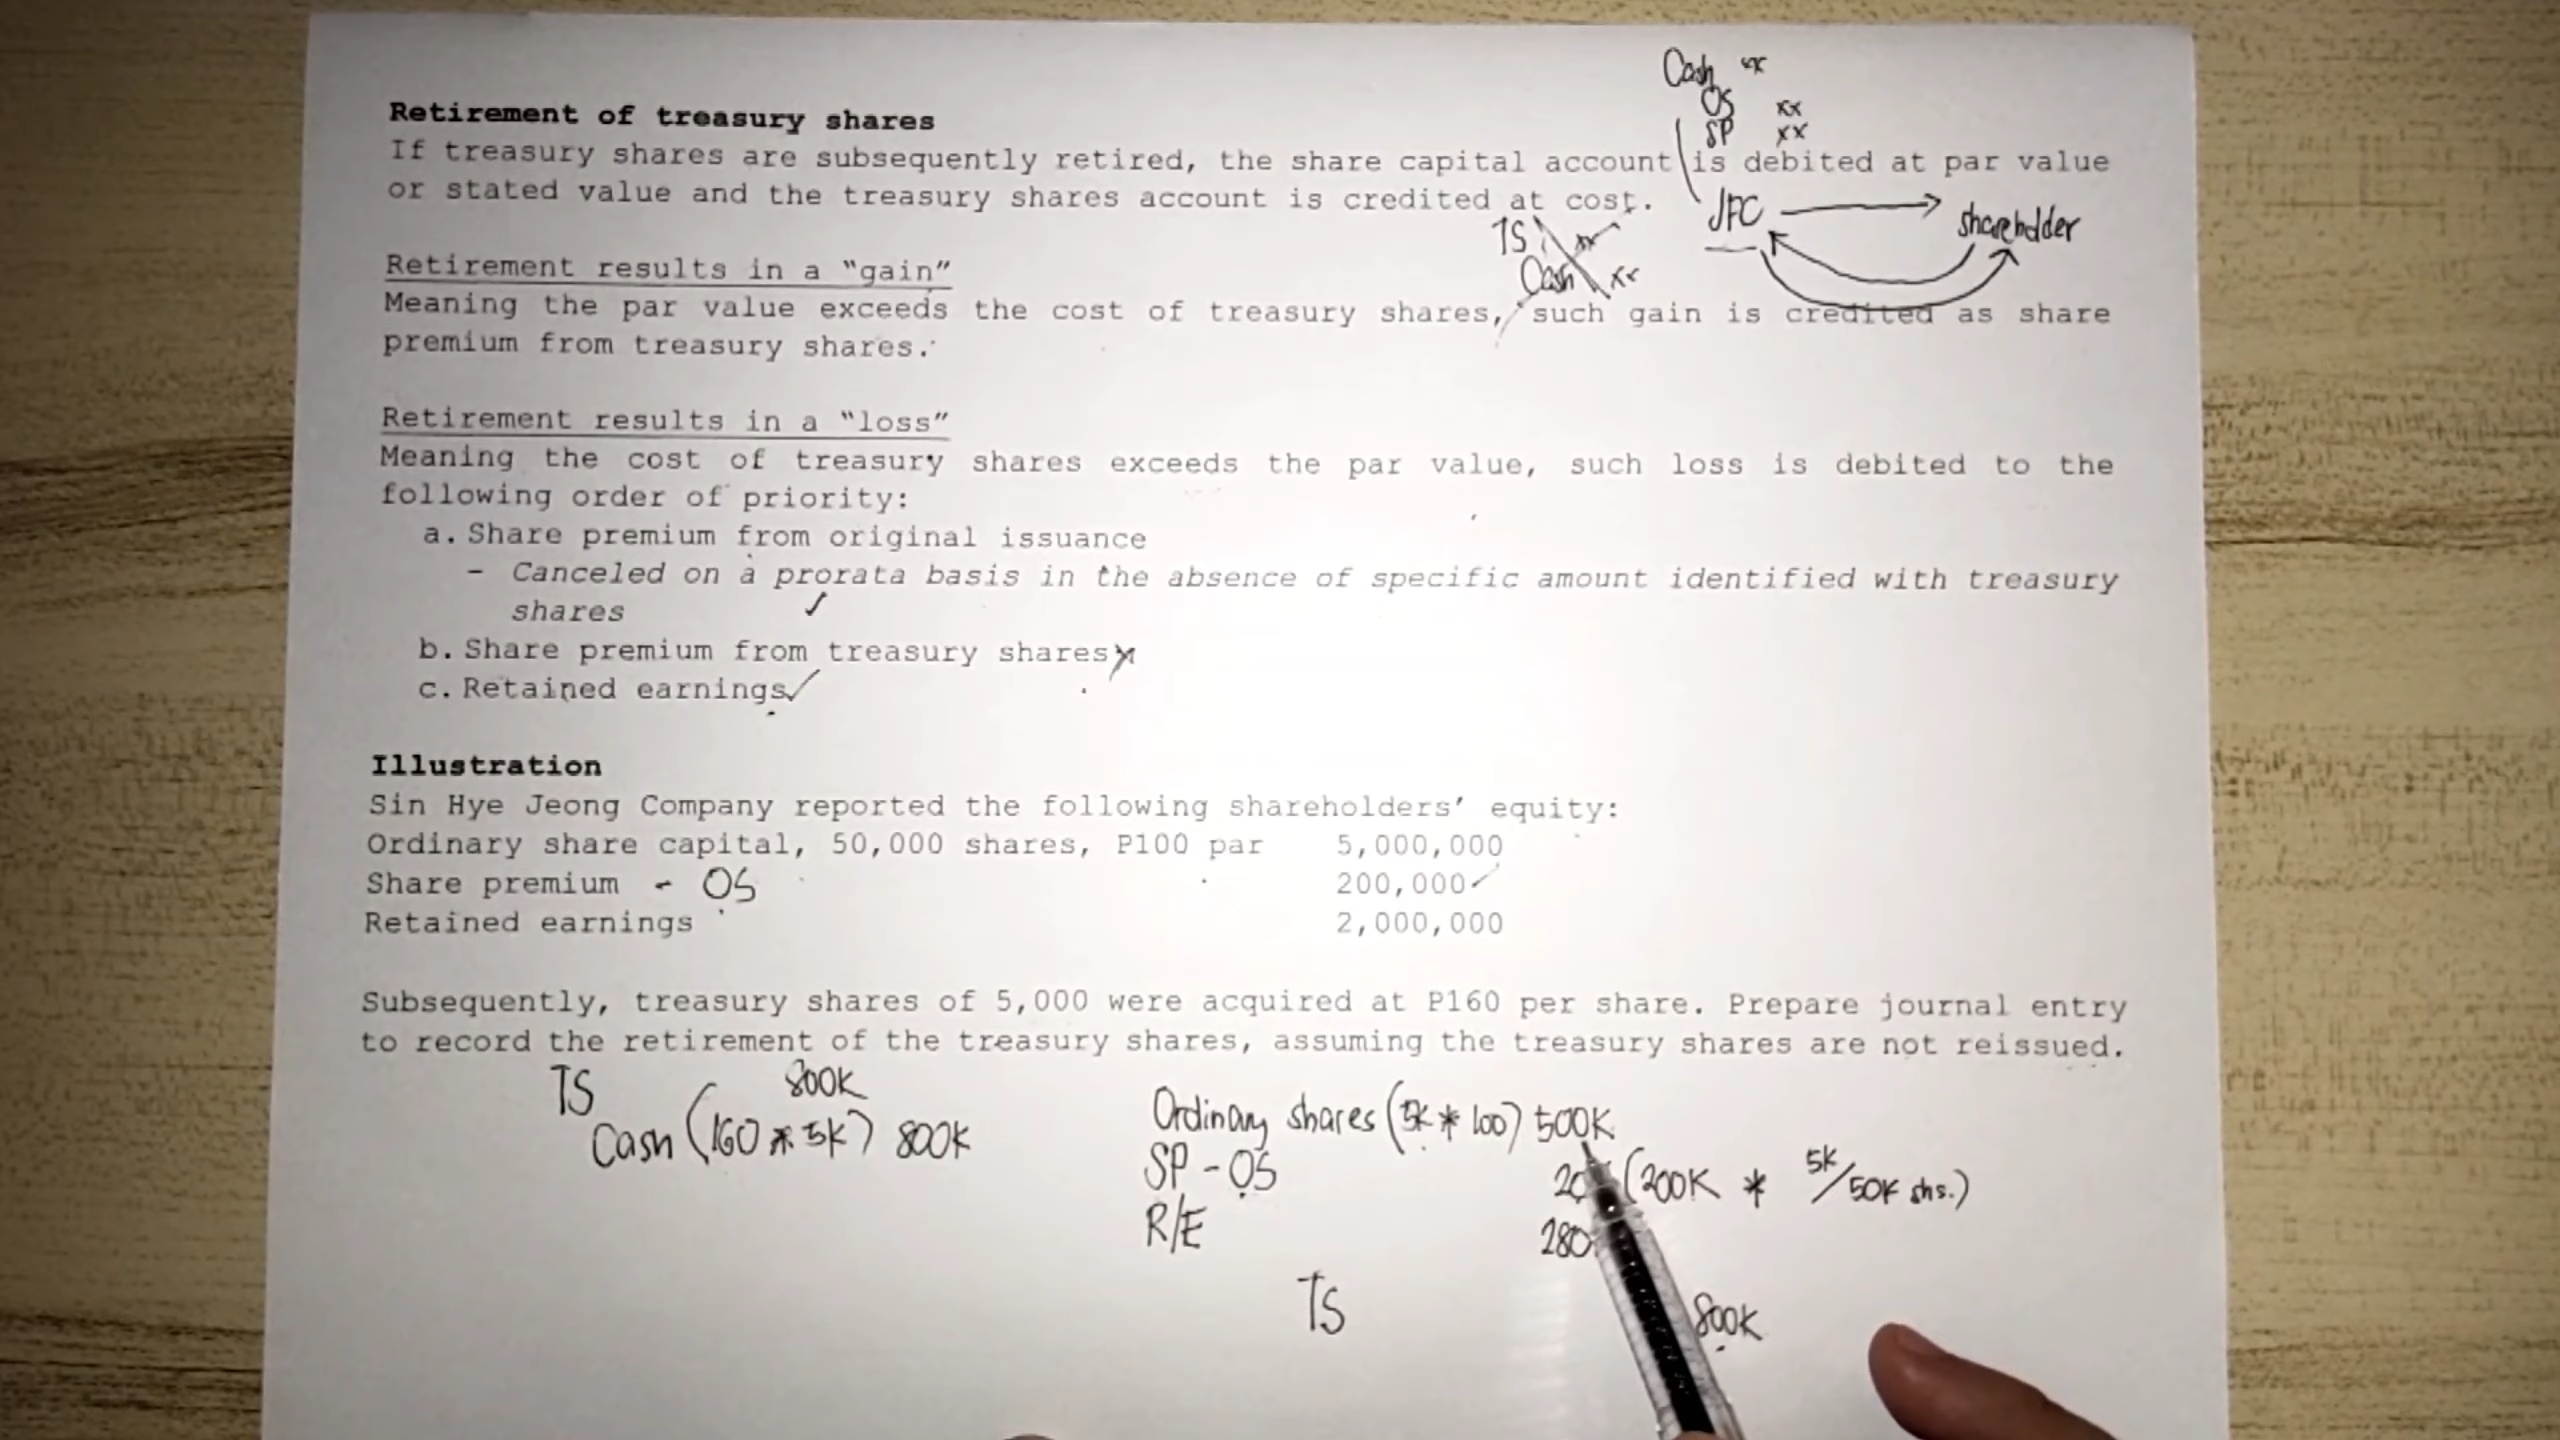 Cash xx
OS xx
SP xx
Retirement of treasury shares
If treasury shares are subsequently retired, the share capital account is debited at par value
or stated value and the treasury shares account is credited at cost.
JFC shareholder
TS xx
Cash xx
Retirement results in a “gain”
Meaning the par value exceeds the cost of treasury shares, such gain is credited as share
premium from treasury shares.
Retirement results in a “loss”
Meaning the cost of treasury shares exceeds the par value, such loss is debited to the
following order of priority:
a. Share premium from original issuance
- Canceled on a prorata basis in the absence of specific amount identified with treasury
shares
b. Share premium from treasury shares
c. Retained earnings
Illustration
Sin Hye Jeong Company reported the following shareholders’ equity:
Ordinary share capital, 50,000 shares, P100 par 5,000,000
Share premium - OS 200,000
Retained earnings 2,000,000
Subsequently, treasury shares of 5,000 were acquired at P160 per share. Prepare journal entry
to record the retirement of the treasury shares, assuming the treasury shares are not reissued.
TS 800K
Cash (160 * 5K) 800K
Ordinary shares (5K * 100) 500K
SP - OS 20 (200K * 5K/50K shs.)
R/E 280
TS 800K